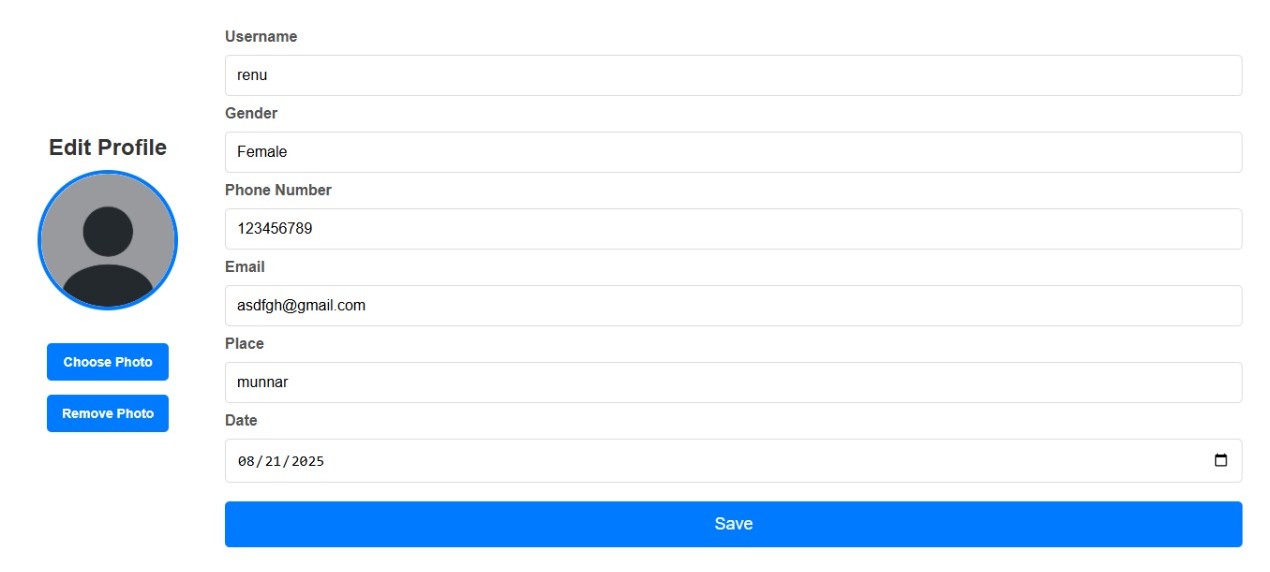 Edit Profile
Choose Photo
Remove Photo
Username
renu
Gender
Female
Phone Number
123456789
Email
asdfgh@gmail.com
Place
munnar
Date
08/21/2025
Save